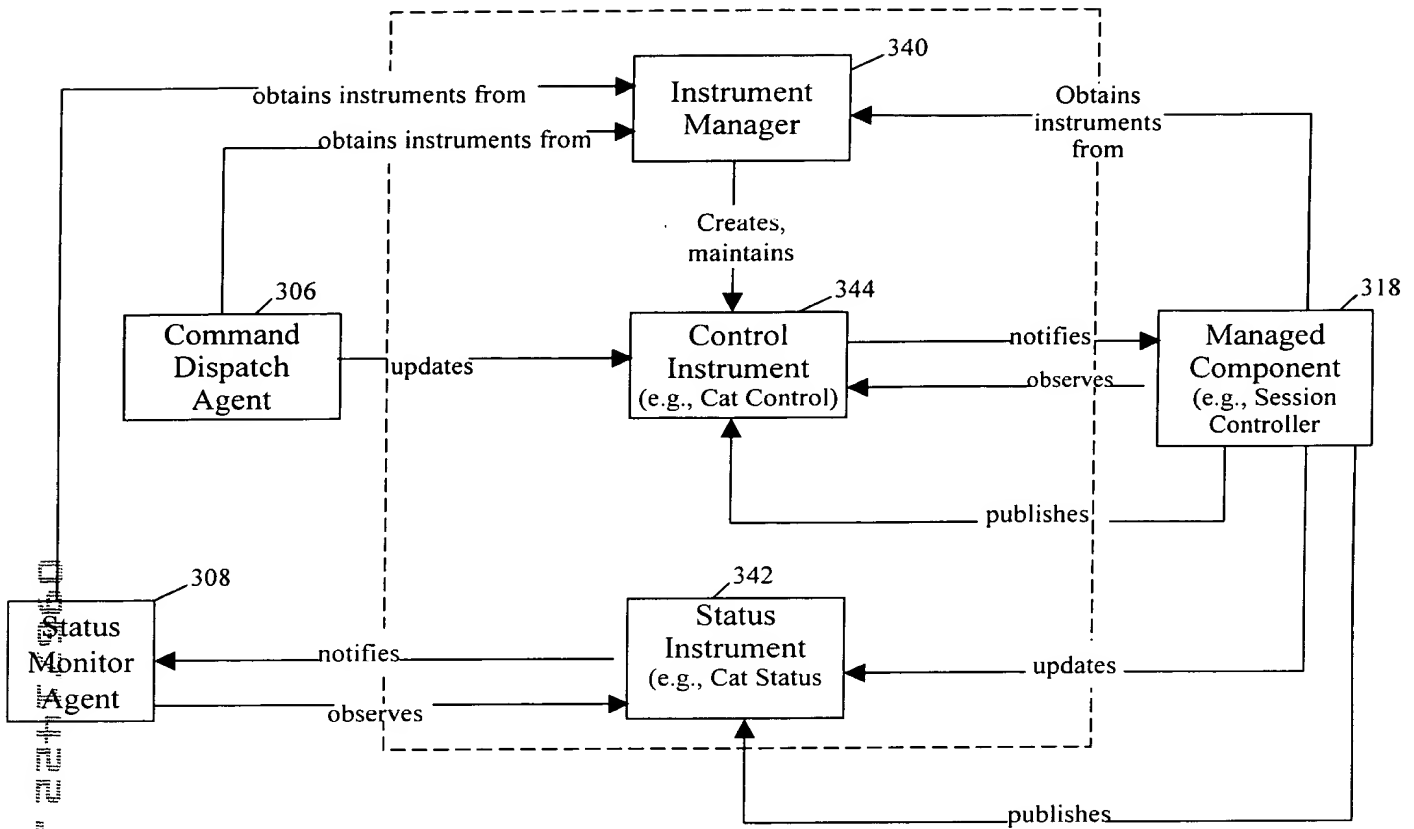 340
obtains instruments from
Instrument
Manager
Obtains
instruments
from
obtains instruments from
Creates,
maintains
306
344
318
Command
Dispatch
Agent
updates
Control
Instrument
(e.g., Cat Control)
notifies
observes
Managed
Component
(e.g., Session
Controller
publishes
308
342
Status
Monitor
Agent
notifies
observes
Status
Instrument
(e.g., Cat Status
updates
publishes